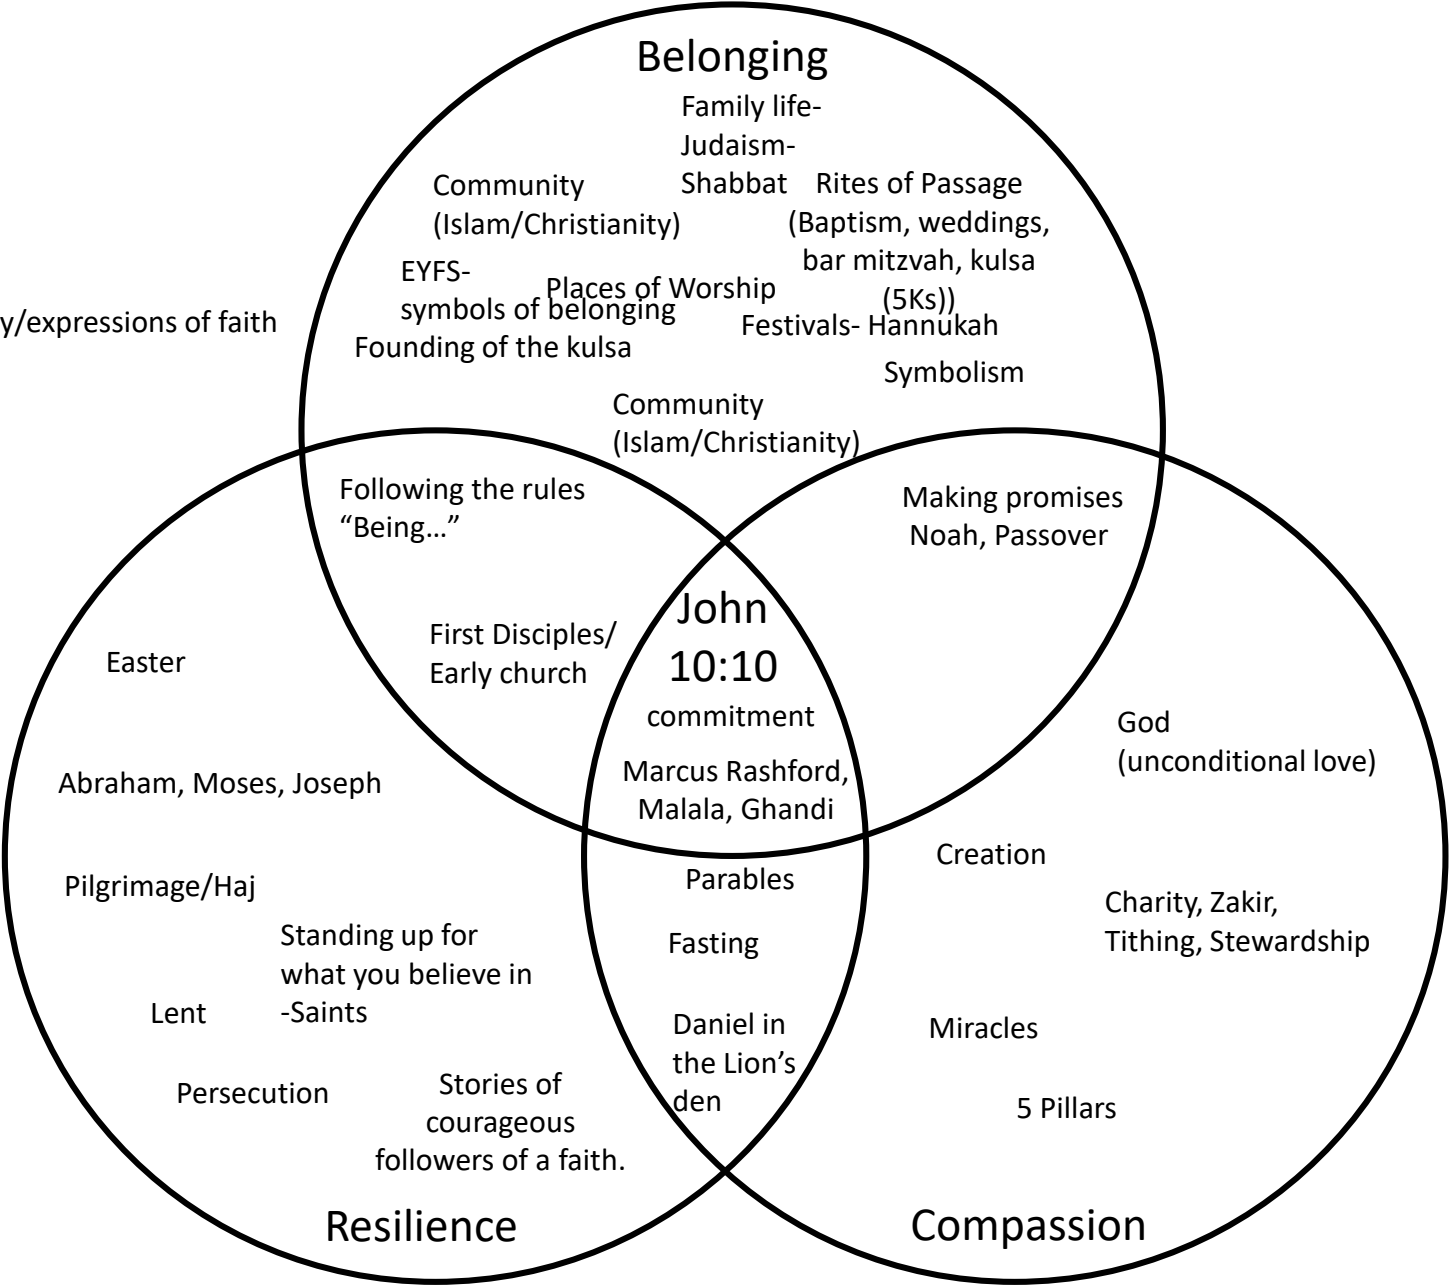 Belonging
Family life-
Judaism-
Shabbat
Community
(Islam/Christianity)
Rites of Passage
(Baptism, weddings,
bar mitzvah, kulsa
(5Ks))
EYFS-
symbols of belonging
Places of Worship
y/expressions of faith
Festivals- Hannukah
Founding of the kulsa
Symbolism
Community
(Islam/Christianity)
Following the rules
“Being...”
Making promises
Noah, Passover
First Disciples/
Early church
John
10:10
commitment
Marcus Rashford,
Malala, Ghandi
Easter
Abraham, Moses, Joseph
Pilgrimage/Haj
Standing up for
what you believe in
-Saints
Lent
Persecution
Stories of
courageous
followers of a faith.
Resilience
Parables
Fasting
Daniel in
the Lion’s
den
God
(unconditional love)
Creation
Charity, Zakir,
Tithing, Stewardship
Miracles
5 Pillars
Compassion